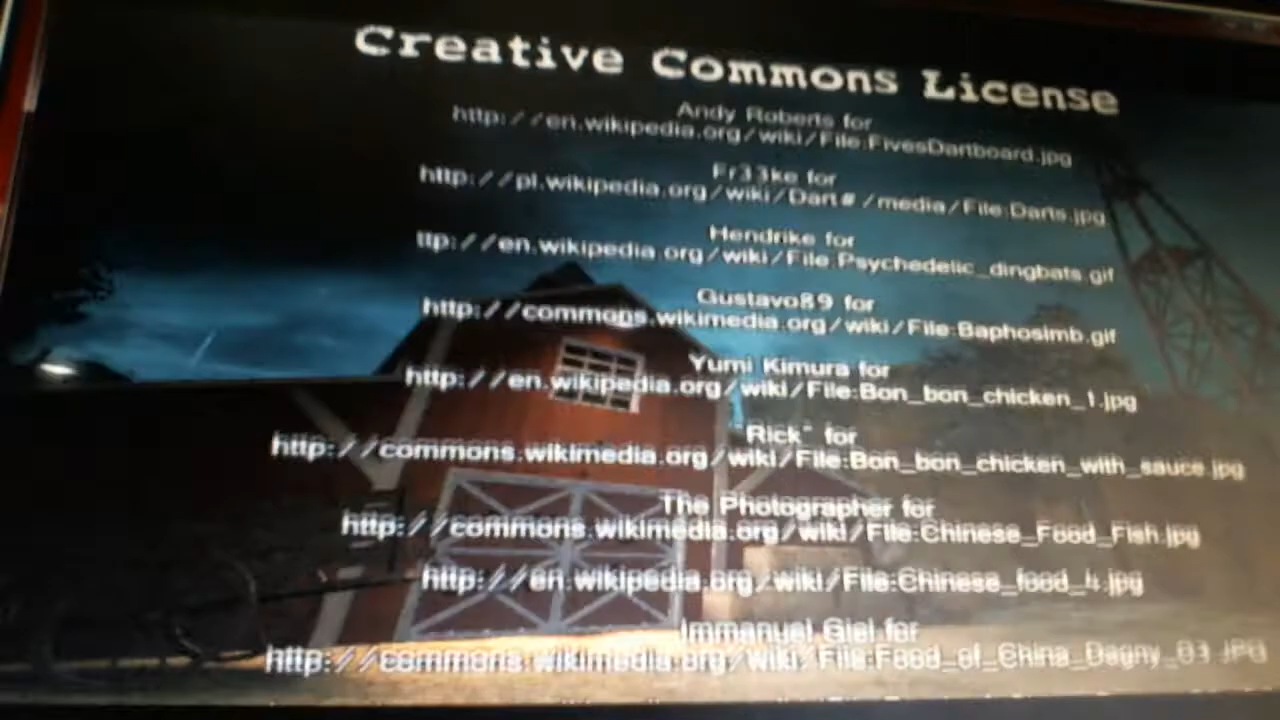 Creative Commons License
Andy Roberts for
http://en.wikipedia.org/wiki/File:FivesDartboard.jpg
Fr33ke for
http://pl.wikipedia.org/wiki/Dart#/media/File:Darts.jpg
Hendrike for
ttp://en.wikipedia.org/wiki/File:Psychedelic_dingbats.gif
Gustavo89 for
http://commons.wikimedia.org/wiki/File:Baphosimb.gif
Yumi Kimura for
http://en.wikipedia.org/wiki/File:Bon_bon_chicken_1.jpg
Rick" for
http://commons.wikimedia.org/wiki/File:Bon_bon_chicken_with_sauce.jpg
The Photographer for
http://commons.wikimedia.org/wiki/File:Chinese_Food_Fish.jpg
http://en.wikipedia.org/wiki/File:Chinese_food_4.jpg
Immanuel Giel for
http://commons.wikimedia.org/wiki/File:Food_of_China_Dagny_03.JPG